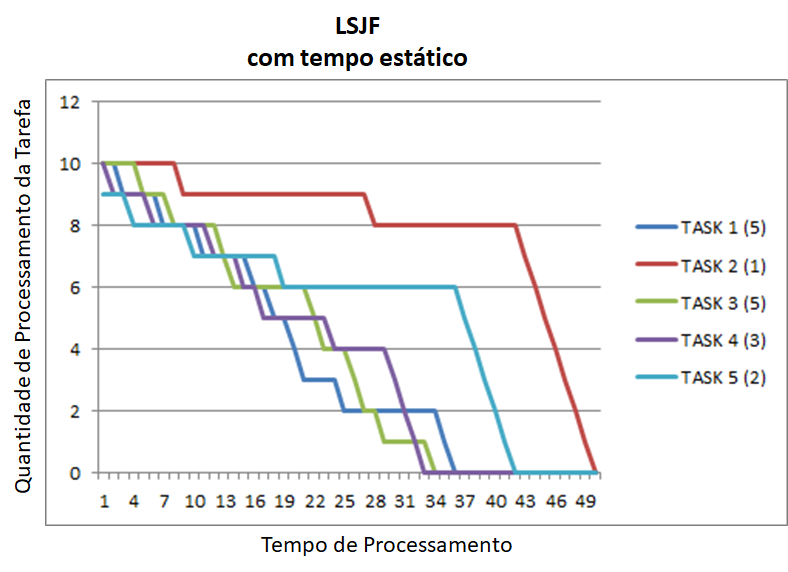 LSJF
com tempo estático
Quantidade de Processamento da Tarefa
12
10
8
6
4
2
0
1 4 7 10 13 16 19 22 25 28 31 34 37 40 43 46 49
Tempo de Processamento
TASK 1 (5)
TASK 2 (1)
TASK 3 (5)
TASK 4 (3)
TASK 5 (2)